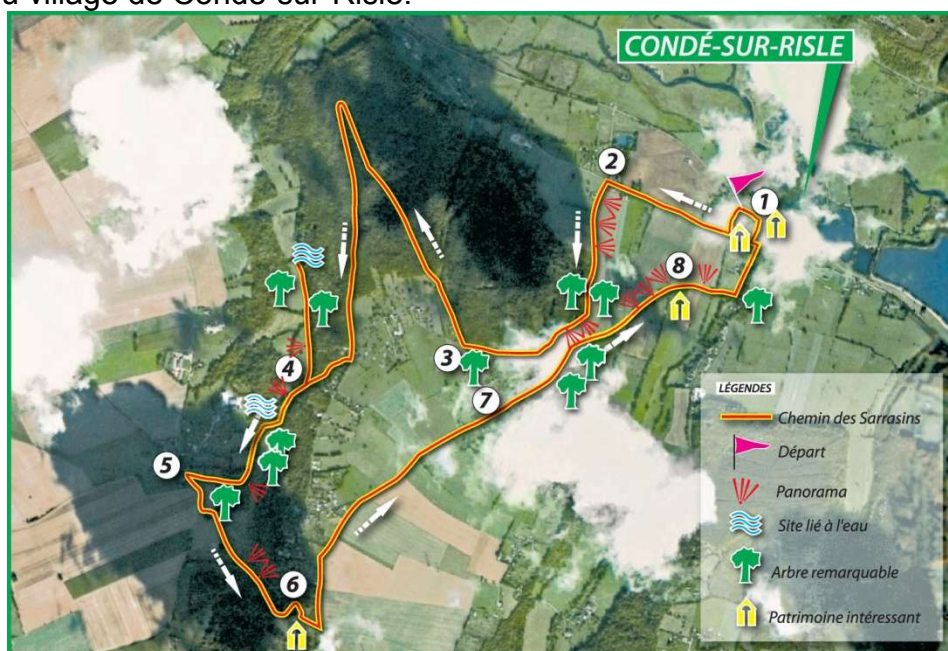 u village de Condé-sur-Risle.
CONDÉ-SUR-RISLE
2
1
8
3
4
7
5
6
LÉGENDES
Chemin des Sarrasins
Départ
Panorama
Site lié à l'eau
Arbre remarquable
Patrimoine intéressant